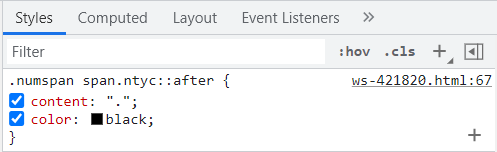 Styles Computed Layout Event Listeners »
Filter :hov .cls +
.numspan span.ntyc::after { ws-421820.html:67
content: ".";
color: black;
}
+